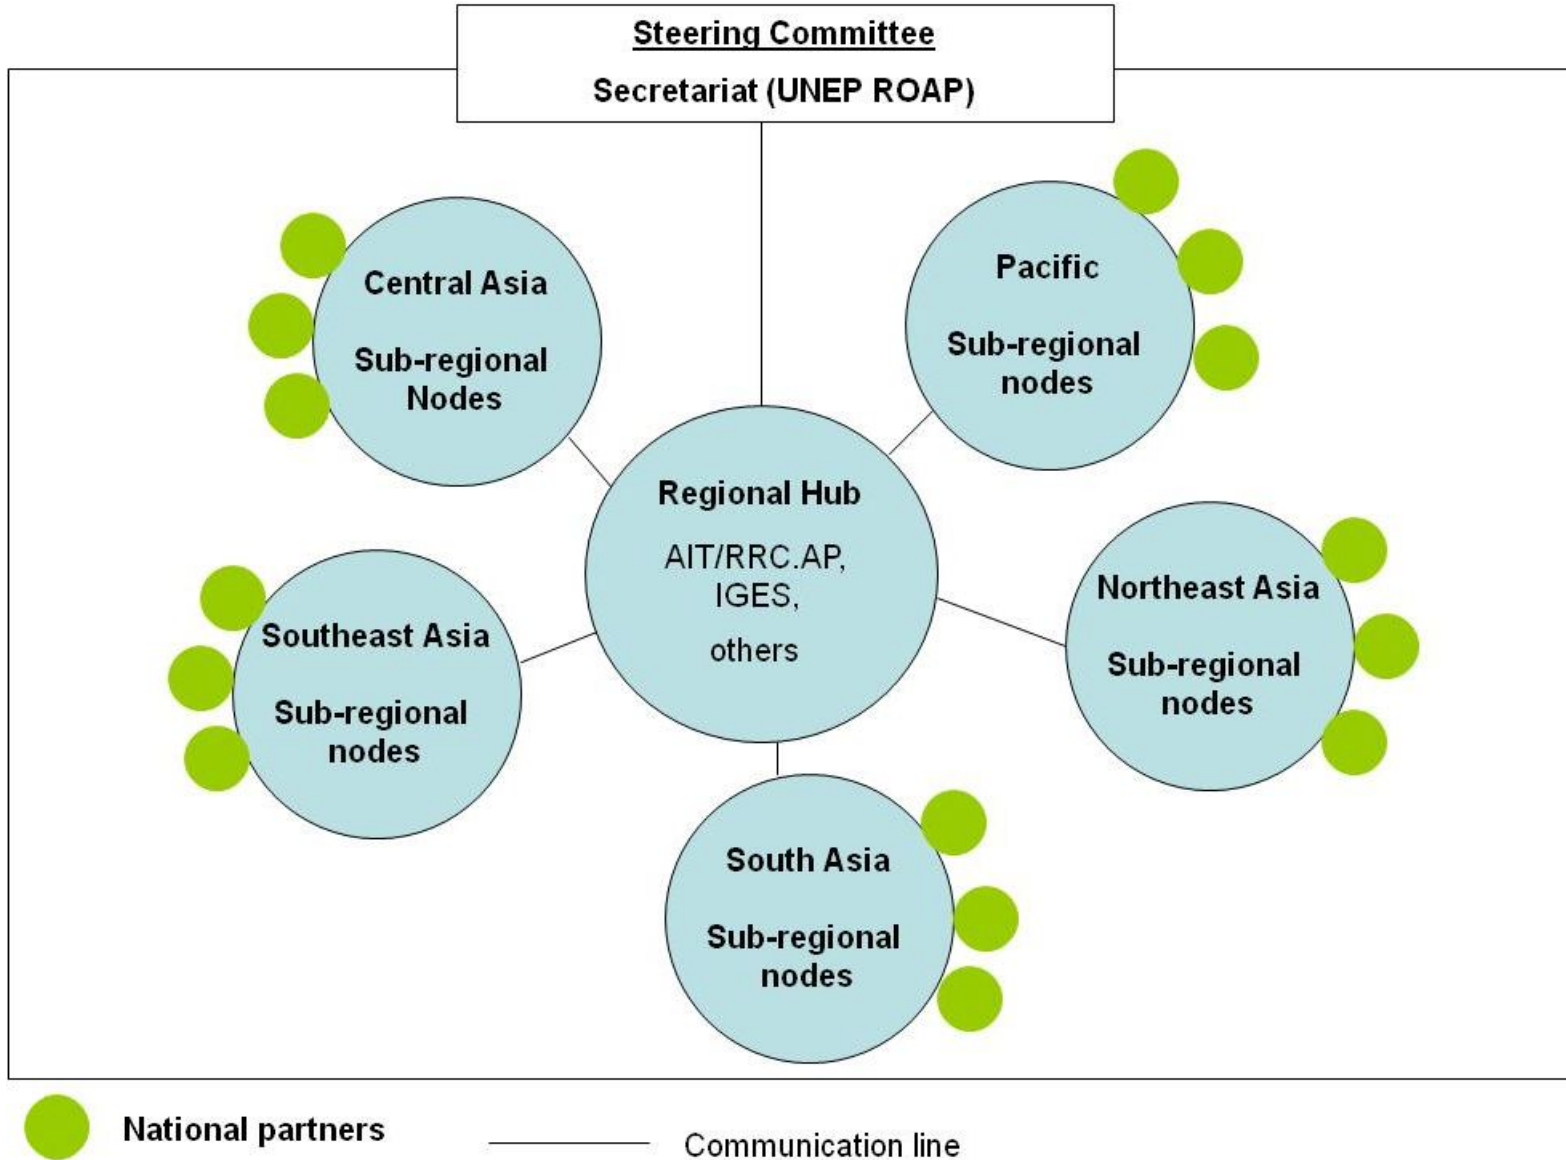 Steering Committee
Secretariat (UNEP ROAP)
Central Asia
Sub-regional
Nodes
Pacific
Sub-regional
nodes
Regional Hub
AIT/RRC.AP,
IGES,
others
Northeast Asia
Sub-regional
nodes
Southeast Asia
Sub-regional
nodes
South Asia
Sub-regional
nodes
National partners
Communication line